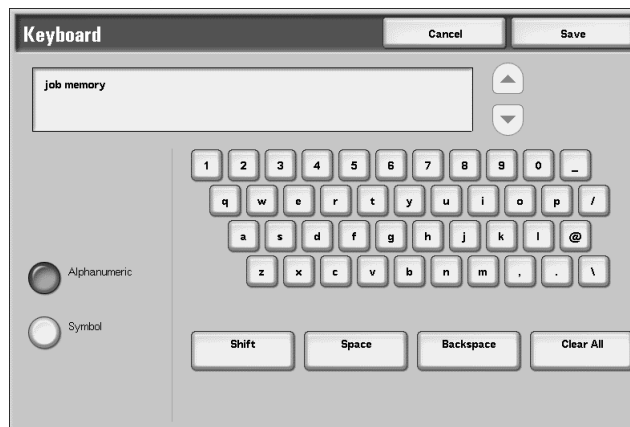 Keyboard Cancel Save
job memory
1 2 3 4 5 6 7 8 9 0 _
q w e r t y u i o p /
a s d f g h j k l @
z x c v b n m , . \
Alphanumeric
Symbol
Shift Space Backspace Clear All